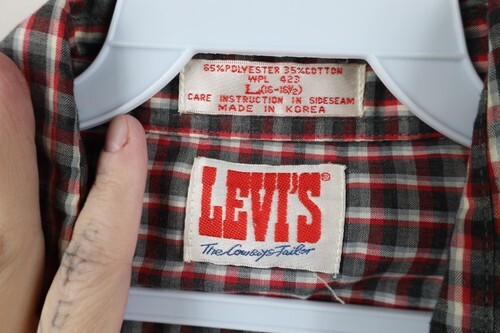 65% POLYESTER 35% COTTON
WPL 423
L(16-16½)
CARE INSTRUCTION IN SIDESEAM
MADE IN KOREA
LEVI'S®
The Cowboys Tailor